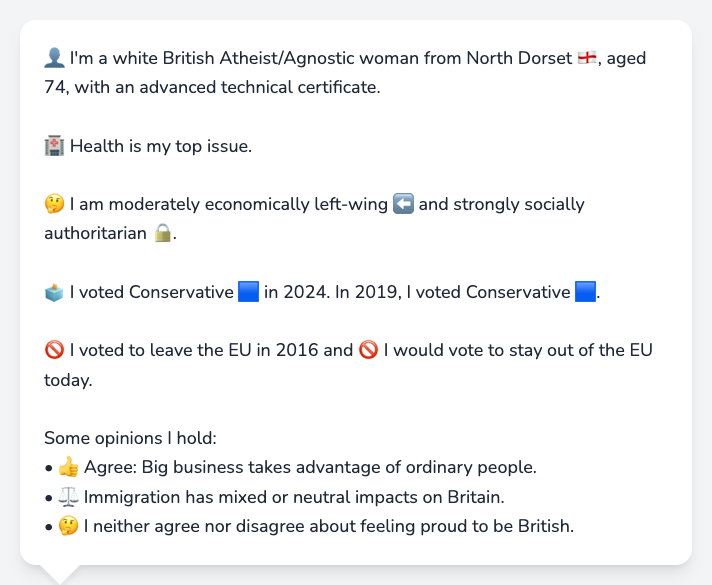 👤 I'm a white British Atheist/Agnostic woman from North Dorset 🏴󠁧󠁢󠁥󠁮󠁧󠁿, aged
74, with an advanced technical certificate.
🏥 Health is my top issue.
🤔 I am moderately economically left-wing ⬅️ and strongly socially
authoritarian 🔒.
🗳️ I voted Conservative 🟦 in 2024. In 2019, I voted Conservative 🟦.
🚫 I voted to leave the EU in 2016 and 🚫 I would vote to stay out of the EU
today.
Some opinions I hold:
• 👍 Agree: Big business takes advantage of ordinary people.
• ⚖️ Immigration has mixed or neutral impacts on Britain.
• 🤔 I neither agree nor disagree about feeling proud to be British.